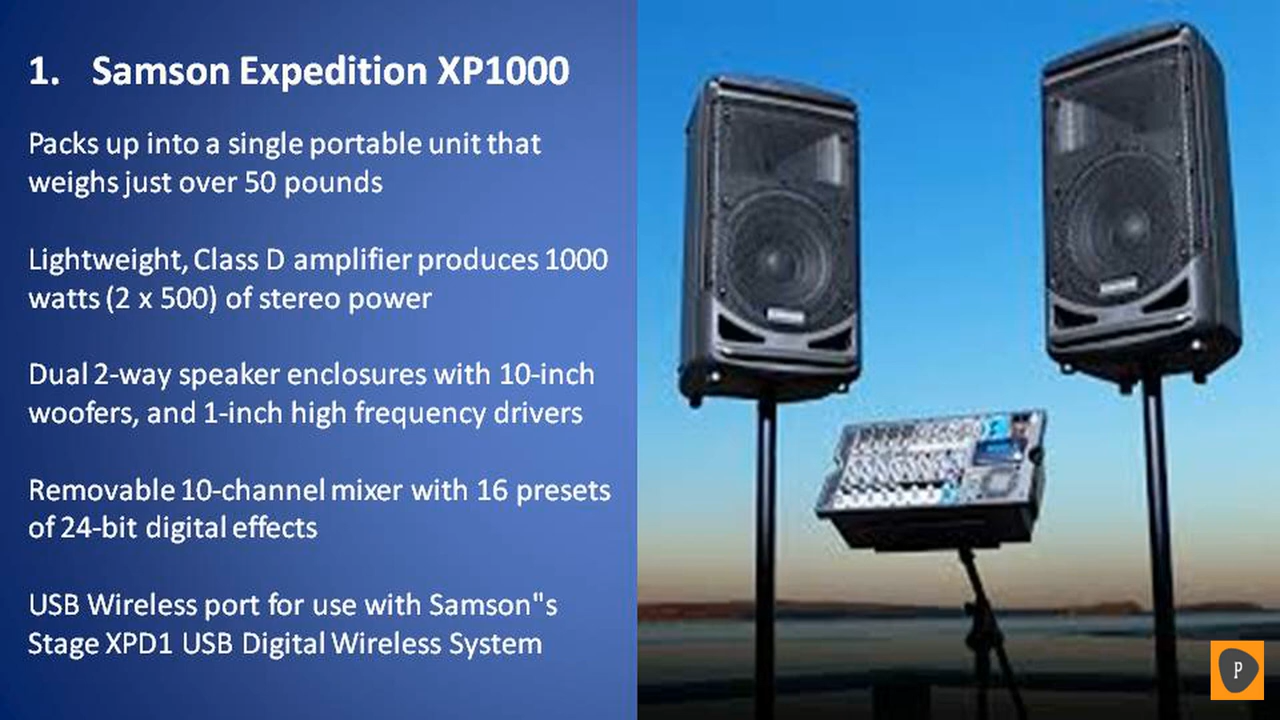 1. Samson Expedition XP1000
Packs up into a single portable unit that
weighs just over 50 pounds
Lightweight, Class D amplifier produces 1000
watts (2 x 500) of stereo power
Dual 2-way speaker enclosures with 10-inch
woofers, and 1-inch high frequency drivers
Removable 10-channel mixer with 16 presets
of 24-bit digital effects
USB Wireless port for use with Samson"s
Stage XPD1 USB Digital Wireless System
P